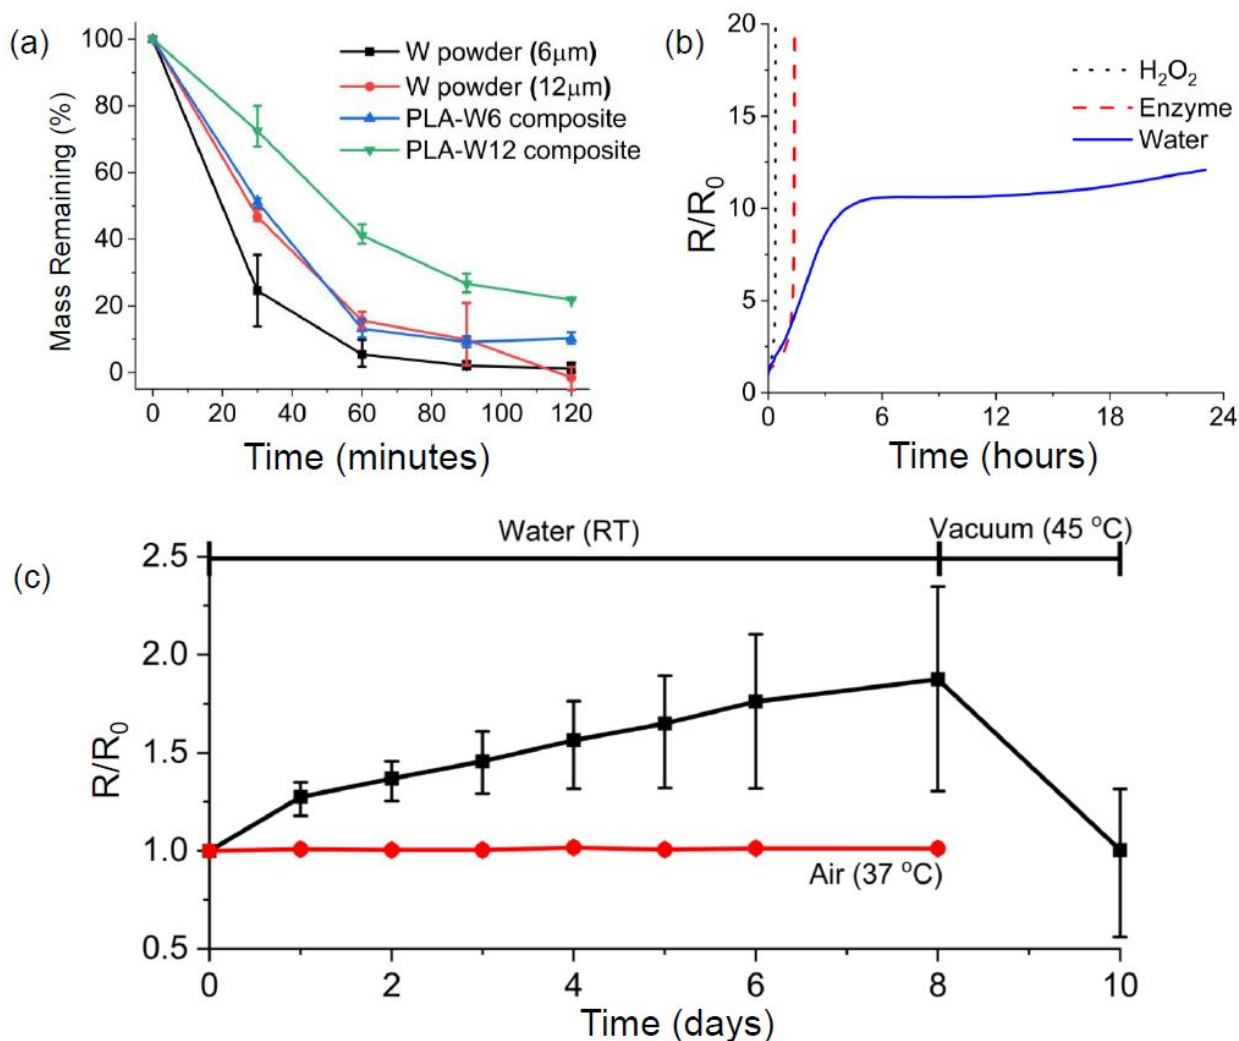 (a)
100
80
60
40
20
0
Mass Remaining (%)
W powder (6μm)
W powder (12μm)
PLA-W6 composite
PLA-W12 composite
0 20 40 60 80 100 120
Time (minutes)
(b)
20
15
10
5
0
R/R₀
H₂O₂
Enzyme
Water
0 6 12 18 24
Time (hours)
(c)
Water (RT) Vacuum (45 °C)
2.5
2.0
1.5
1.0
0.5
R/R₀
Air (37 °C)
0 2 4 6 8 10
Time (days)